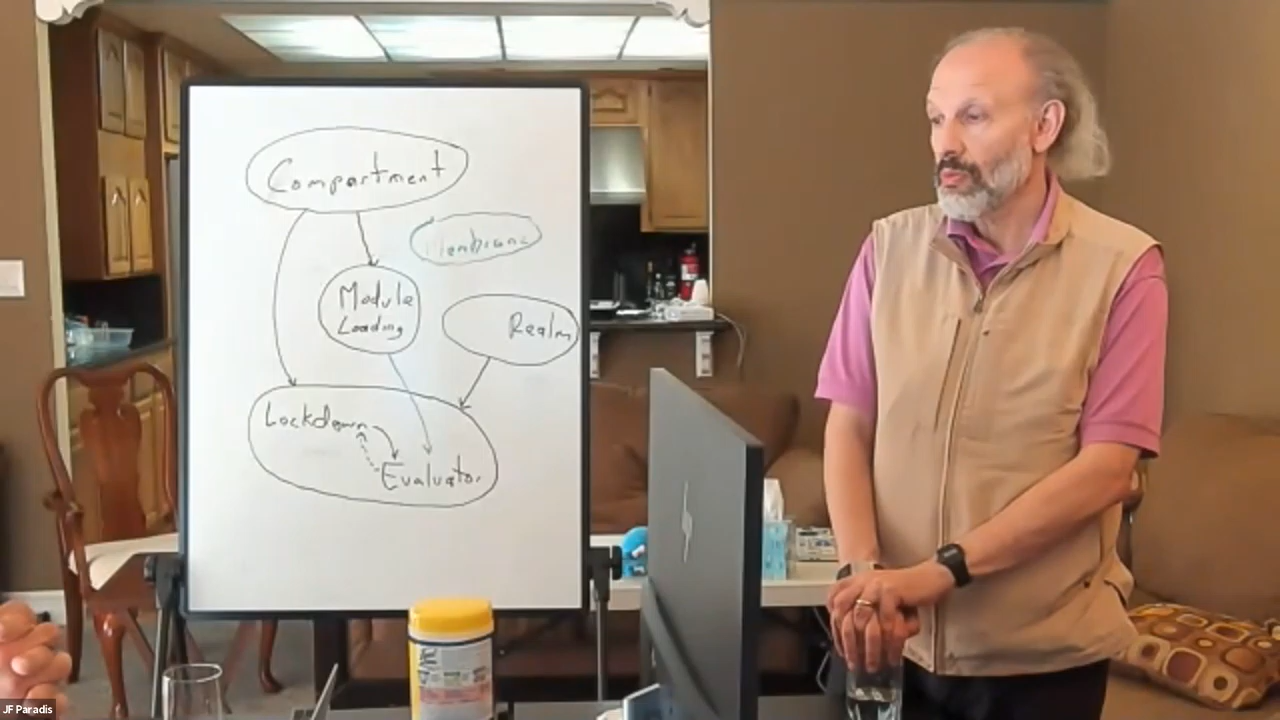 Compartment
Membrane
Module
Loading
Realm
Lockdown
Evaluator
JF Paradis